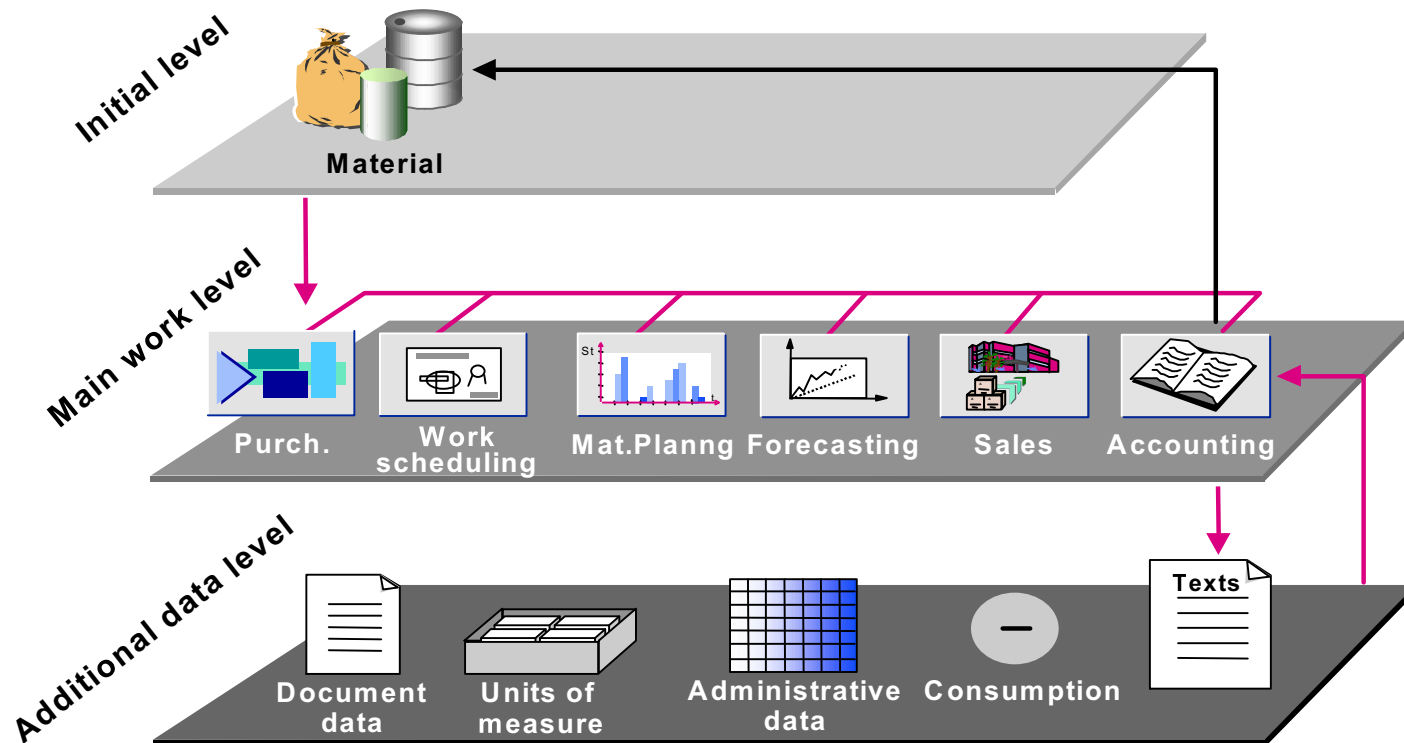 Initial level
Material
Main work level
St
t
Purch.
Work
scheduling
Mat.Planng
Forecasting
Sales
Accounting
Additional data level
Texts
Document
data
Units of
measure
Administrative
data
Consumption